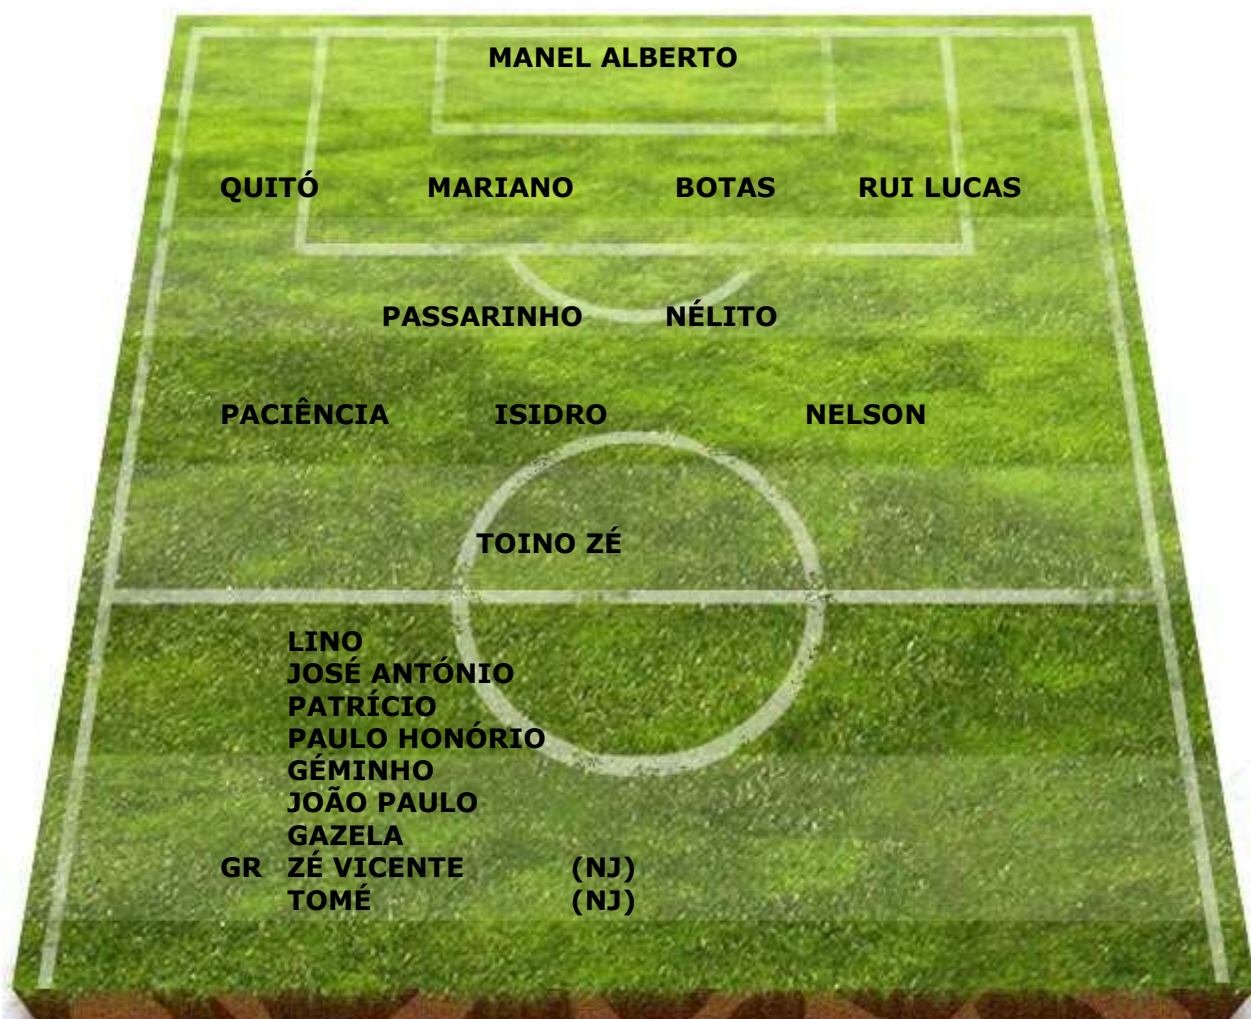 MANEL ALBERTO
QUITÓ MARIANO BOTAS RUI LUCAS
PASSARINHO NÉLITO
PACIÊNCIA ISIDRO NELSON
TOINO ZÉ
LINO
JOSÉ ANTÓNIO
PATRÍCIO
PAULO HONÓRIO
GÉMINHO
JOÃO PAULO
GAZELA
GR ZÉ VICENTE (NJ)
TOMÉ (NJ)